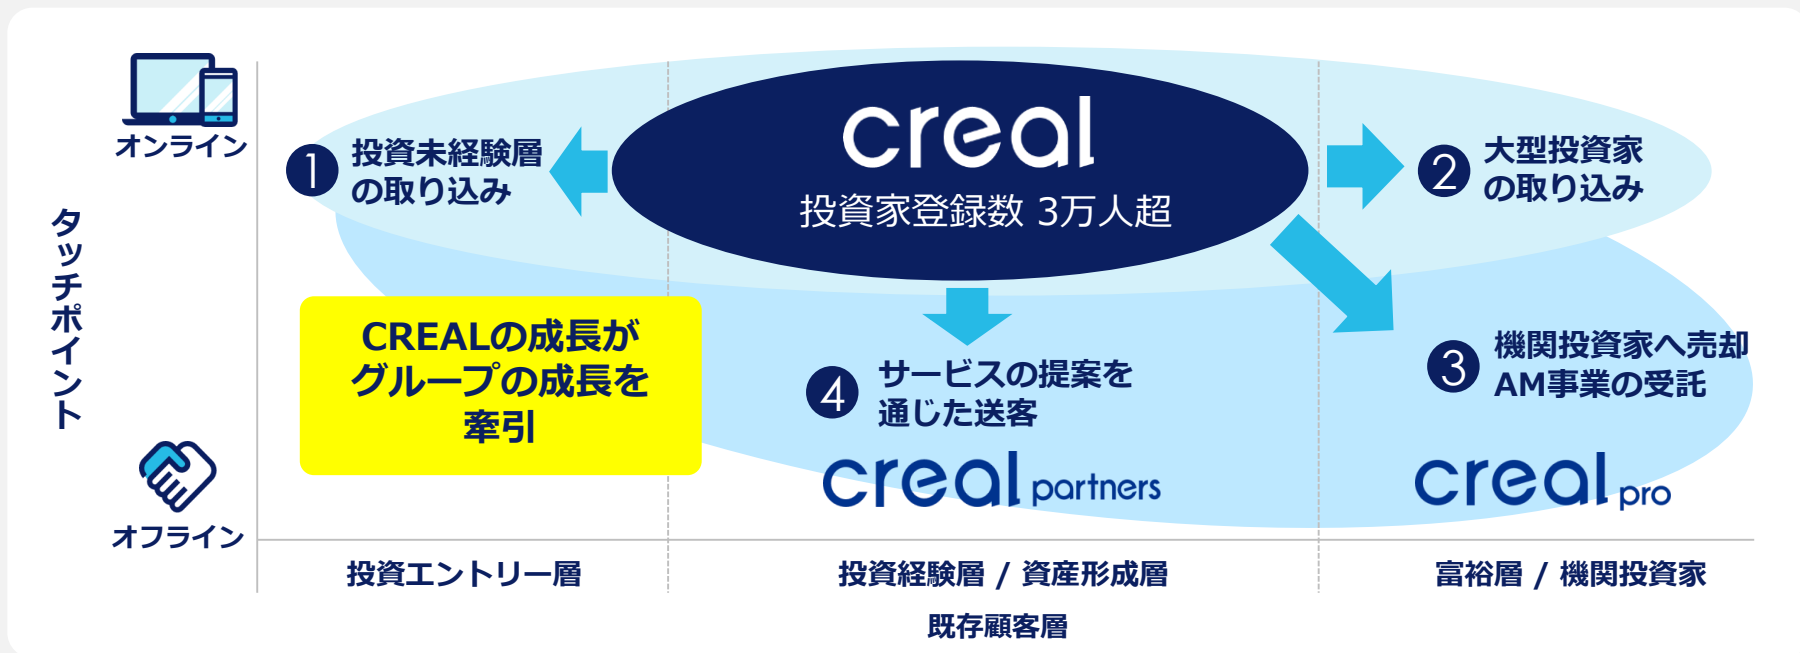 オンライン
タッチポイント
オフライン
creal
投資家登録数 3万人超
1
投資未経験層
の取り込み
2
大型投資家
の取り込み
CREALの成長が
グループの成長を
牽引
4
サービスの提案を
通じた送客
creal partners
3
機関投資家へ売却
AM事業の受託
creal pro
投資エントリー層
投資経験層 / 資産形成層
富裕層 / 機関投資家
既存顧客層